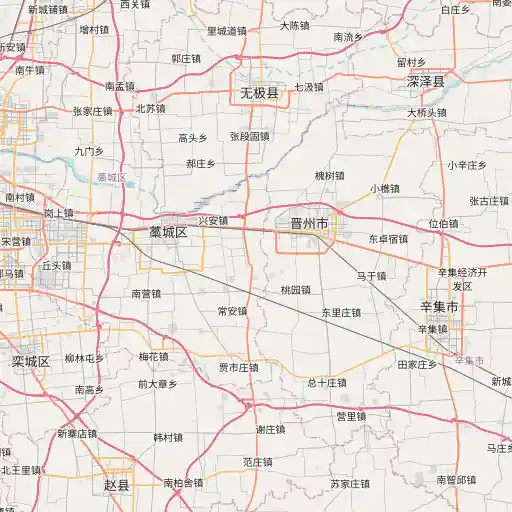 新城铺镇
西关镇
增村镇
里城道镇
大陈镇
南流乡
白庄乡
新安镇
南牛镇
南孟镇
郭庄镇
留村乡
深泽县
七汲镇
无极县
张家庄镇
北苏镇
大桥头镇
高头乡
张段固镇
九门乡
郝庄乡
小辛庄乡
槐树镇
藁城区
小樵镇
南村镇
张古庄镇
岗上镇
兴安镇
晋州市
位伯镇
藁城区
宋营镇
东卓宿镇
丘头镇
马于镇
辛集经济开
发区
南营镇
桃园镇
辛集市
常安镇
东里庄镇
辛集镇
栾城区
柳林屯乡
梅花镇
贾市庄镇
田家庄乡
辛集市
南高乡
前大章乡
总十庄镇
新城
营里镇
新寨店镇
韩村镇
谢庄镇
马庄乡
北王里镇
范庄镇
赵县
南柏舍镇
苏家庄镇
南智邱镇